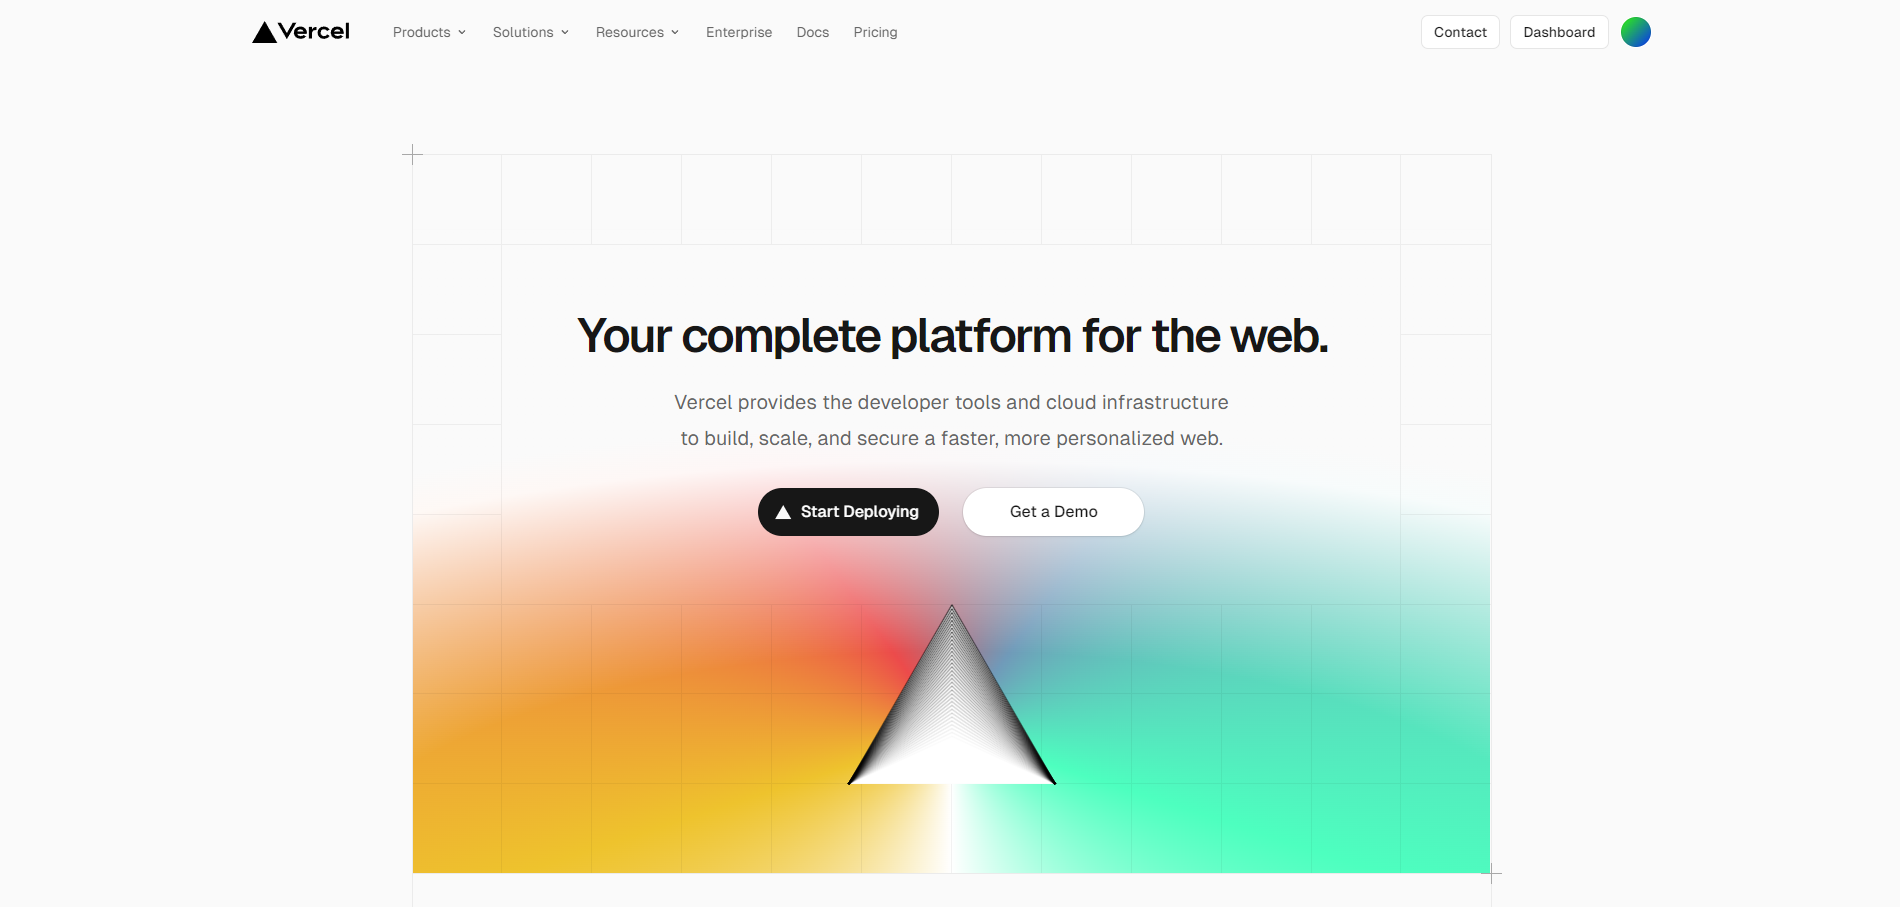 Vercel
Products
Solutions
Resources
Enterprise
Docs
Pricing
Contact
Dashboard
Your complete platform for the web.
Vercel provides the developer tools and cloud infrastructure
to build, scale, and secure a faster, more personalized web.
Start Deploying
Get a Demo